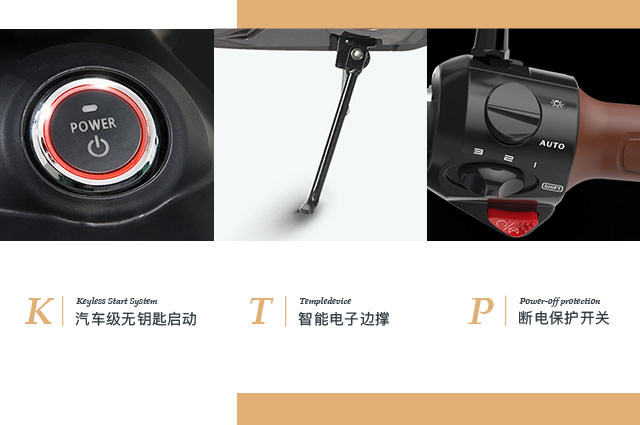 POWER
AUTO
3 2 1
SHIFT
K
Keyless Start System
汽车级无钥匙启动
T
Templedevice
智能电子边撑
P
Power-off protection
断电保护开关